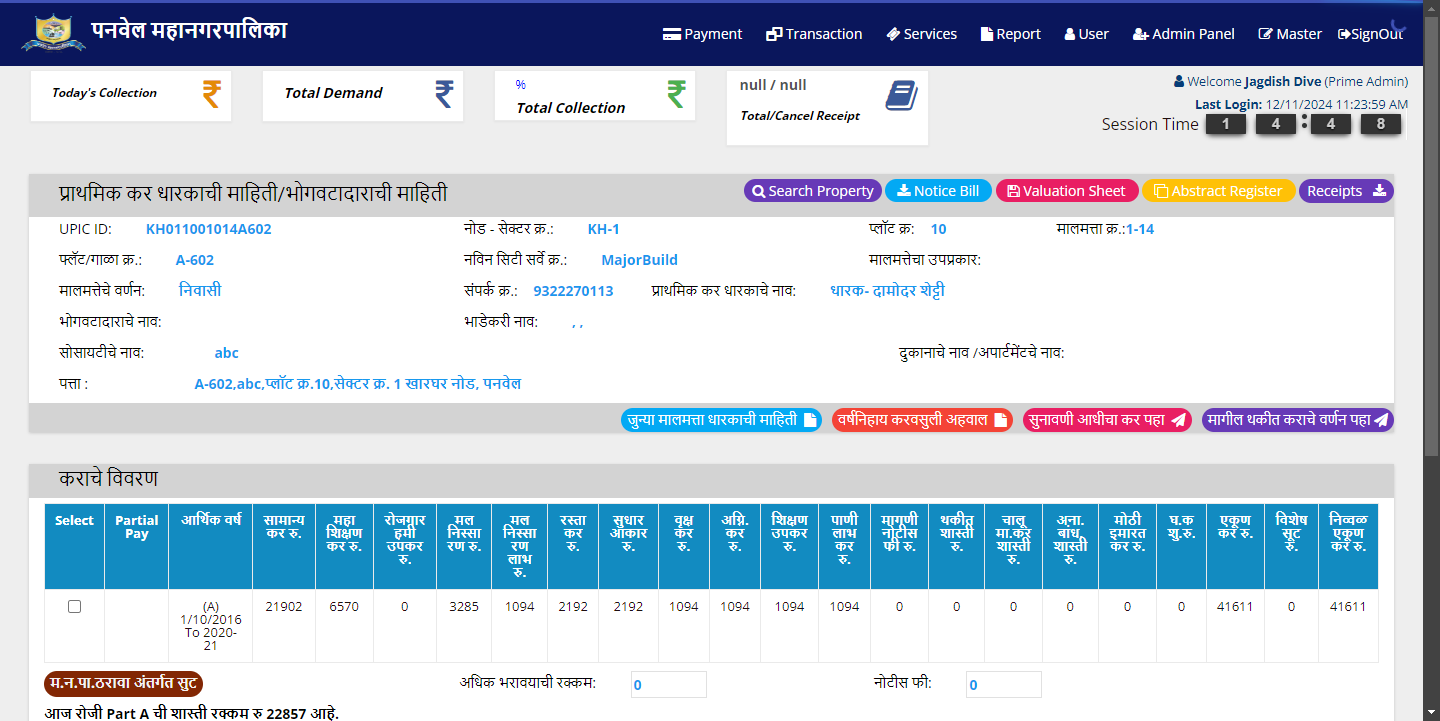 पनवेल महानगरपालिका
Payment Transaction Services Report User Admin Panel Master SignOut
Today's Collection
Total Demand
%
Total Collection
null / null
Total/Cancel Receipt
Welcome Jagdish Dive (Prime Admin)
Last Login: 12/11/2024 11:23:59 AM
Session Time 1 4 : 4 8
प्राथमिक कर धारकाची माहिती/भोगवटादाराची माहिती
Search Property Notice Bill Valuation Sheet Abstract Register Receipts
UPIC ID: KH011001014A602 नोड - सेक्टर क्र.: KH-1 प्लॉट क्र: 10 मालमत्ता क्र.:1-14
फ्लॅट/गाळा क्र.: A-602 नविन सिटी सर्वे क्र.: MajorBuild मालमत्तेचा उपप्रकार:
मालमत्तेचे वर्णन: निवासी संपर्क क्र.: 9322270113 प्राथमिक कर धारकाचे नाव: धारक- दामोदर शेट्टी
भोगवटादाराचे नाव: भाडेकरी नाव: , ,
सोसायटीचे नाव: abc दुकानाचे नाव /अपार्टमेंटचे नाव:
पत्ता : A-602,abc,प्लॉट क्र.10,सेक्टर क्र. 1 खारघर नोड, पनवेल
जुन्या मालमत्ता धारकाची माहिती वर्षनिहाय करवसुली अहवाल सुनावणी आधीचा कर पहा मागील थकीत कराचे वर्णन पहा
कराचे विवरण
Select Partial Pay आर्थिक वर्ष सामान्य कर रु. महा शिक्षण कर रु. रोजगार हमी उपकर रु. मल निस्सा रण रु. मल निस्सा रण लाभ रु. रस्ता कर रु. सुधार आकार रु. वृक्ष कर रु. अग्नि. कर रु. शिक्षण उपकर रु. पाणी लाभ कर रु. मागणी नोटीस फी रु. थकीत शास्ती रु. चालू मा.कर शास्ती रु. अना. बांध. शास्ती रु. मोठी इमारत कर रु. घ.क शु.रु. एकूण कर रु. विशेष सूट रु. निव्वळ एकूण कर रु.
(A) 1/10/2016 To 2020-21 21902 6570 0 3285 1094 2192 2192 1094 1094 1094 1094 0 0 0 0 0 0 41611 0 41611
म.न.पा.ठरावा अंतर्गत सुट अधिक भरावयाची रक्कम: 0 नोटीस फी: 0
आज रोजी Part A ची शास्ती रक्कम रु 22857 आहे.